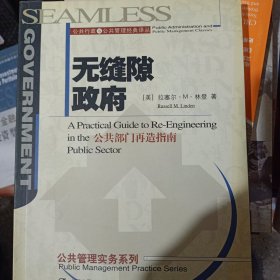 SEAMLESS
GOVERNMENT
公共行政与公共管理经典译丛
Public Administration and
Public Management Classics
无缝隙
政府
[美] 拉塞尔·M·林登 著
Russell M. Linden
A Practical Guide to Re-Engineering
in the 公共部门再造指南
Public Sector
公共管理实务系列
Public Management Practice Series